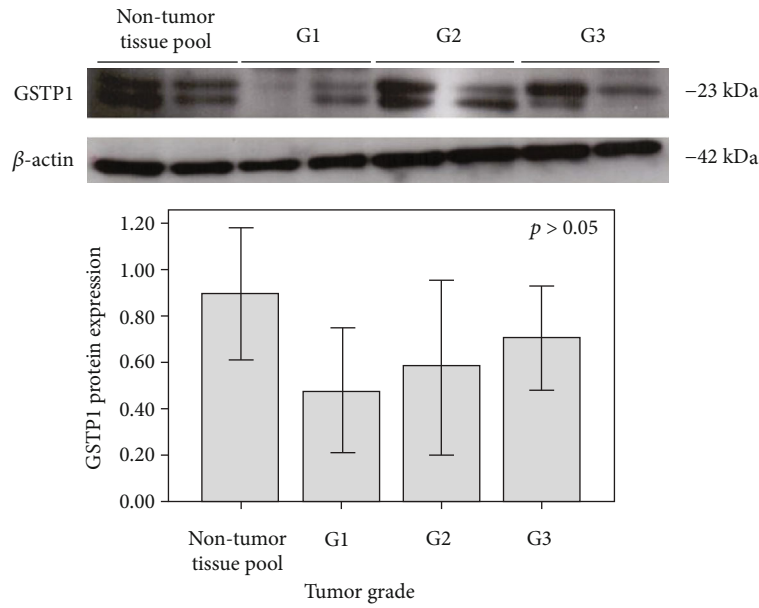 Non-tumor
tissue pool
G1
G2
G3
GSTP1
−23 kDa
β-actin
−42 kDa
p > 0.05
GSTP1 protein expression
1.20
1.00
0.80
0.60
0.40
0.20
0.00
Non-tumor
tissue pool
G1
G2
G3
Tumor grade